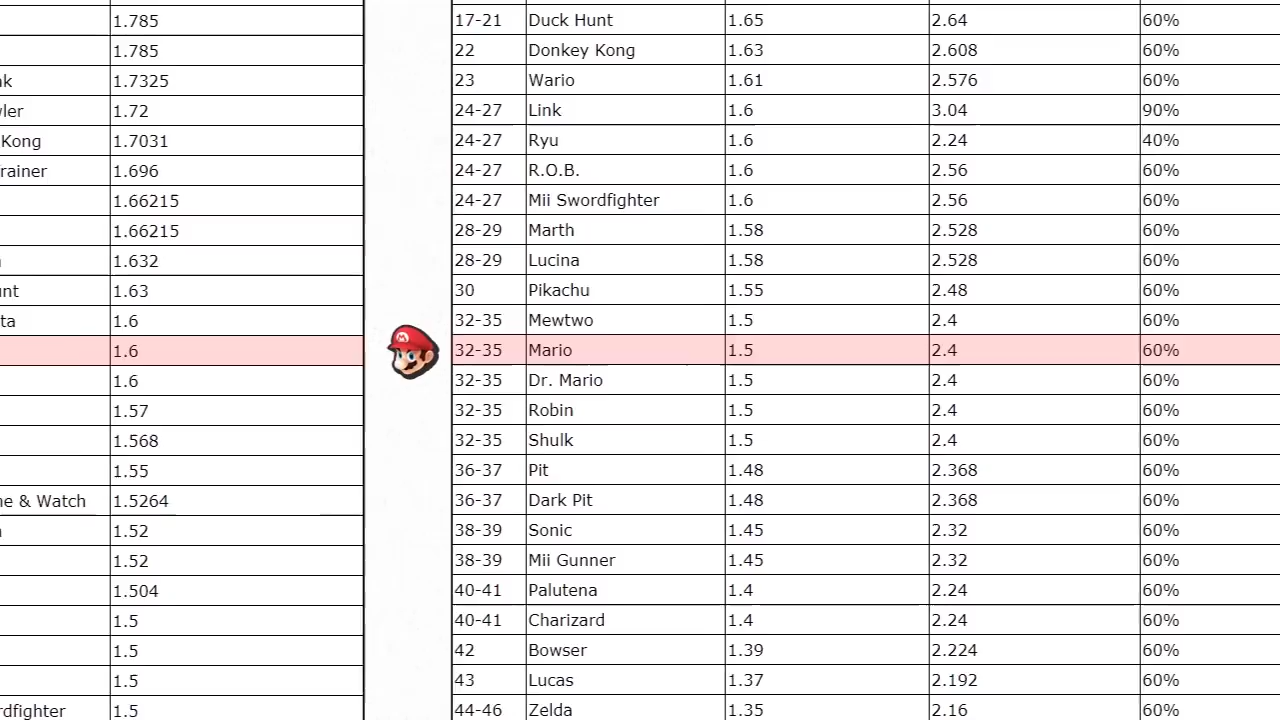 1.785
1.785
ak 1.7325
wler 1.72
Kong 1.7031
Trainer 1.696
1.66215
1.66215
1.632
unt 1.63
ta 1.6
1.6
1.6
1.57
1.568
1.55
ne & Watch 1.5264
1.52
1.52
1.504
1.5
1.5
1.5
rdfighter 1.5
M
17-21 Duck Hunt 1.65 2.64 60%
22 Donkey Kong 1.63 2.608 60%
23 Wario 1.61 2.576 60%
24-27 Link 1.6 3.04 90%
24-27 Ryu 1.6 2.24 40%
24-27 R.O.B. 1.6 2.56 60%
24-27 Mii Swordfighter 1.6 2.56 60%
28-29 Marth 1.58 2.528 60%
28-29 Lucina 1.58 2.528 60%
30 Pikachu 1.55 2.48 60%
32-35 Mewtwo 1.5 2.4 60%
32-35 Mario 1.5 2.4 60%
32-35 Dr. Mario 1.5 2.4 60%
32-35 Robin 1.5 2.4 60%
32-35 Shulk 1.5 2.4 60%
36-37 Pit 1.48 2.368 60%
36-37 Dark Pit 1.48 2.368 60%
38-39 Sonic 1.45 2.32 60%
38-39 Mii Gunner 1.45 2.32 60%
40-41 Palutena 1.4 2.24 60%
40-41 Charizard 1.4 2.24 60%
42 Bowser 1.39 2.224 60%
43 Lucas 1.37 2.192 60%
44-46 Zelda 1.35 2.16 60%